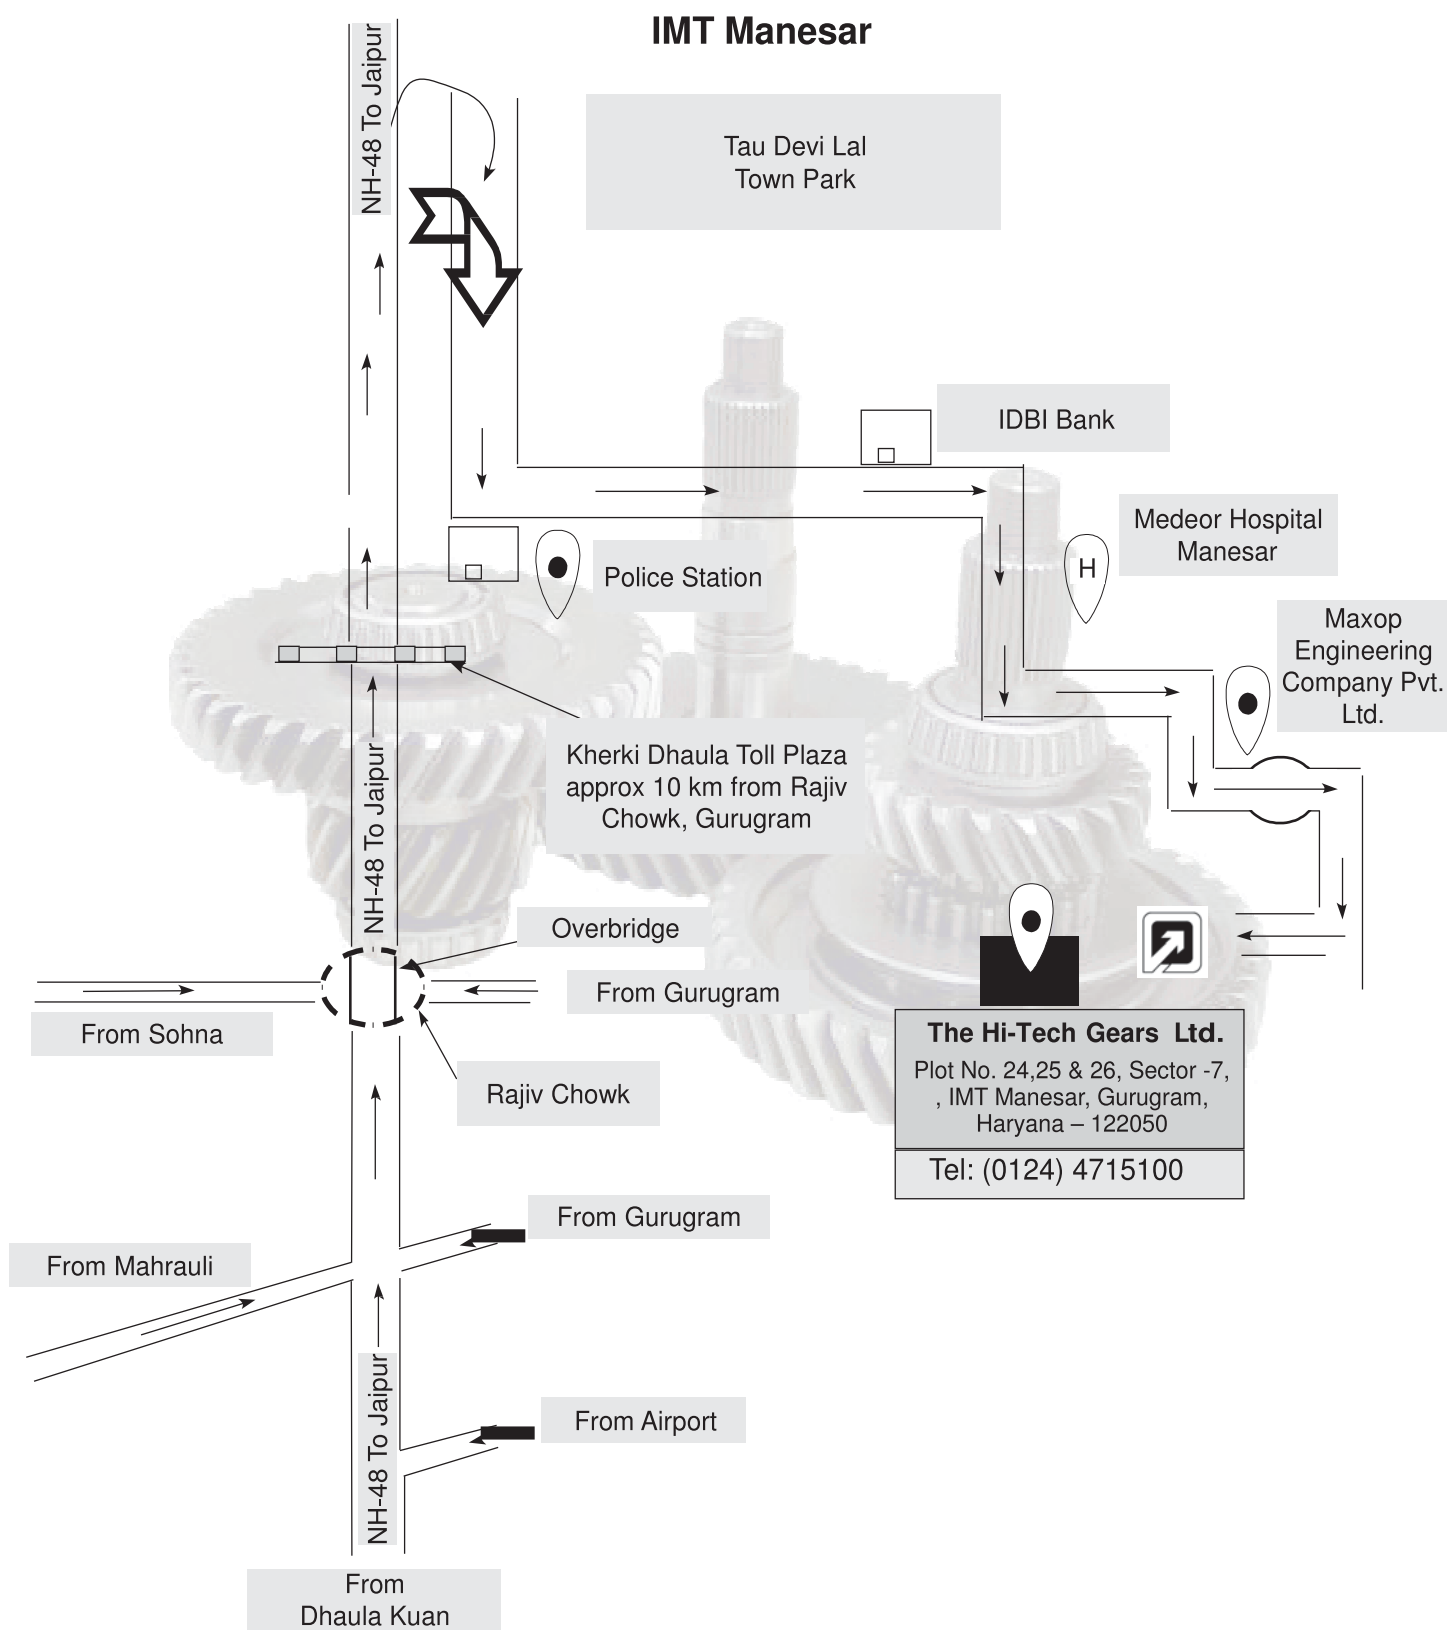 IMT Manesar
NH-48 To Jaipur
Tau Devi Lal
Town Park
IDBI Bank
Medeor Hospital
Manesar
H
Police Station
Maxop
Engineering
Company Pvt.
Ltd.
Kherki Dhaula Toll Plaza
approx 10 km from Rajiv
Chowk, Gurugram
NH-48 To Jaipur
Overbridge
From Gurugram
From Sohna
Rajiv Chowk
The Hi-Tech Gears Ltd.
Plot No. 24,25 & 26, Sector -7,
, IMT Manesar, Gurugram,
Haryana – 122050
Tel: (0124) 4715100
From Gurugram
From Mahrauli
NH-48 To Jaipur
From Airport
From
Dhaula Kuan